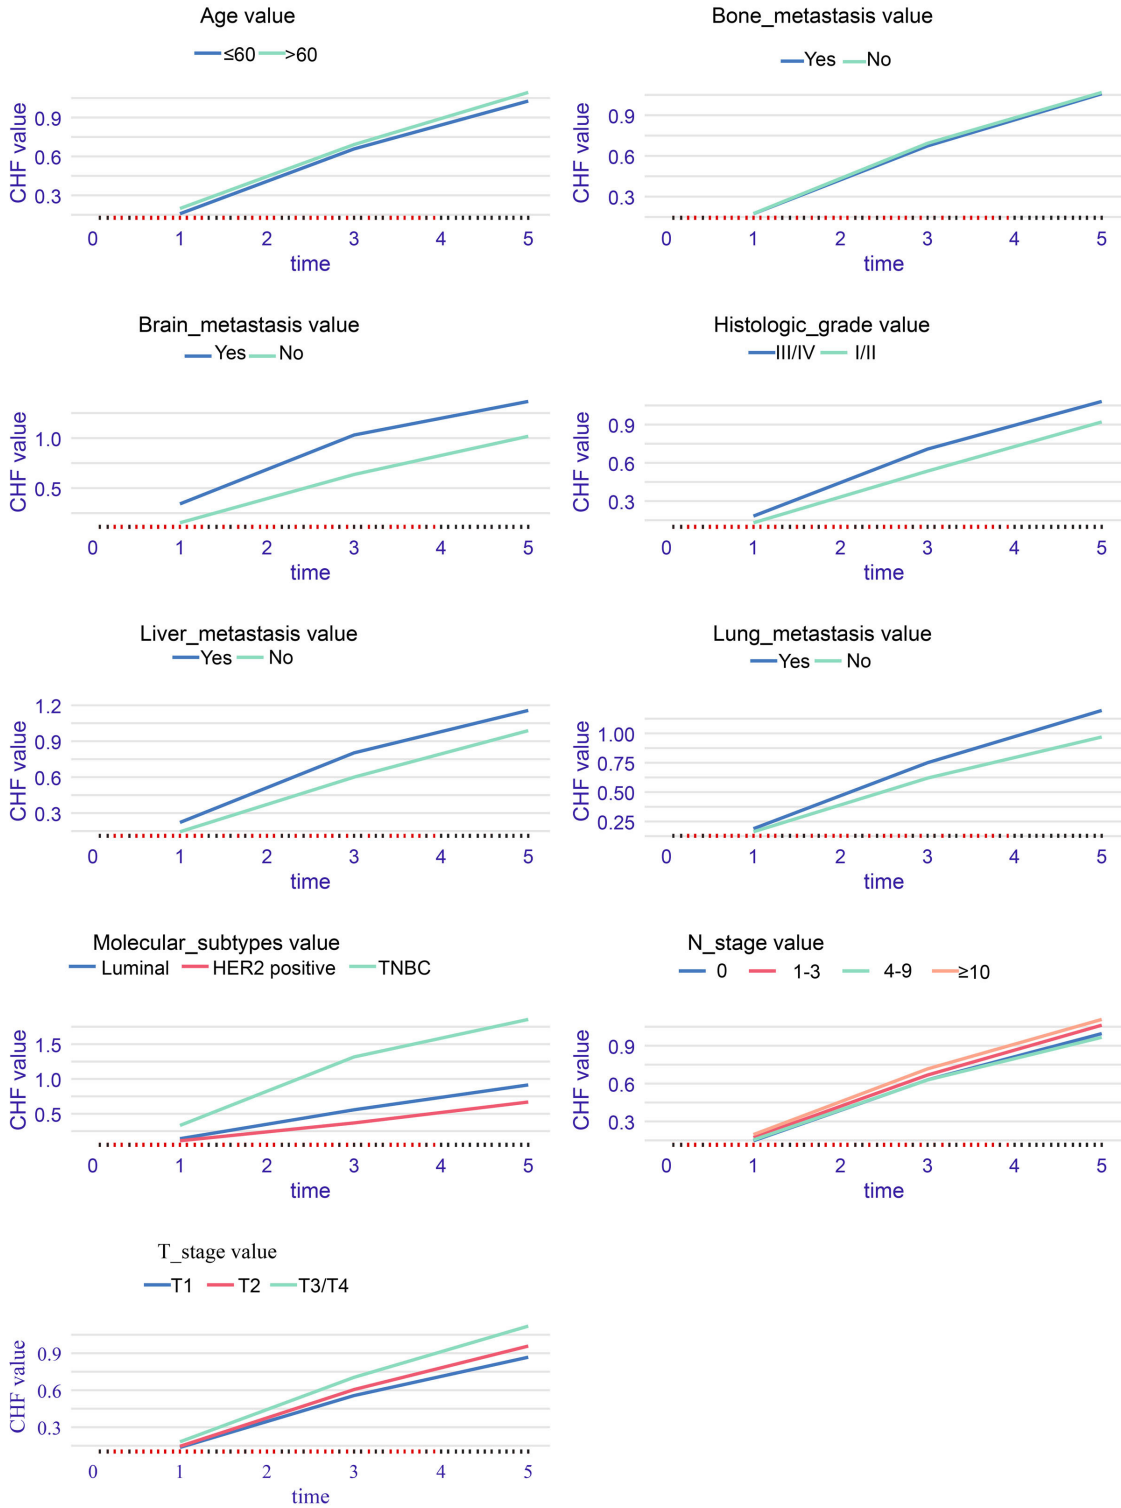 Age value
≤60 >60
CHF value
0.9
0.6
0.3
0 1 2 3 4 5
time
Bone_metastasis value
Yes No
CHF value
0.9
0.6
0.3
0 1 2 3 4 5
time
Brain_metastasis value
Yes No
CHF value
1.0
0.5
0 1 2 3 4 5
time
Histologic_grade value
III/IV I/II
CHF value
0.9
0.6
0.3
0 1 2 3 4 5
time
Liver_metastasis value
Yes No
CHF value
1.2
0.9
0.6
0.3
0 1 2 3 4 5
time
Lung_metastasis value
Yes No
CHF value
1.00
0.75
0.50
0.25
0 1 2 3 4 5
time
Molecular_subtypes value
Luminal HER2 positive TNBC
CHF value
1.5
1.0
0.5
0 1 2 3 4 5
time
N_stage value
0 1-3 4-9 ≥10
CHF value
0.9
0.6
0.3
0 1 2 3 4 5
time
T_stage value
T1 T2 T3/T4
CHF value
0.9
0.6
0.3
0 1 2 3 4 5
time